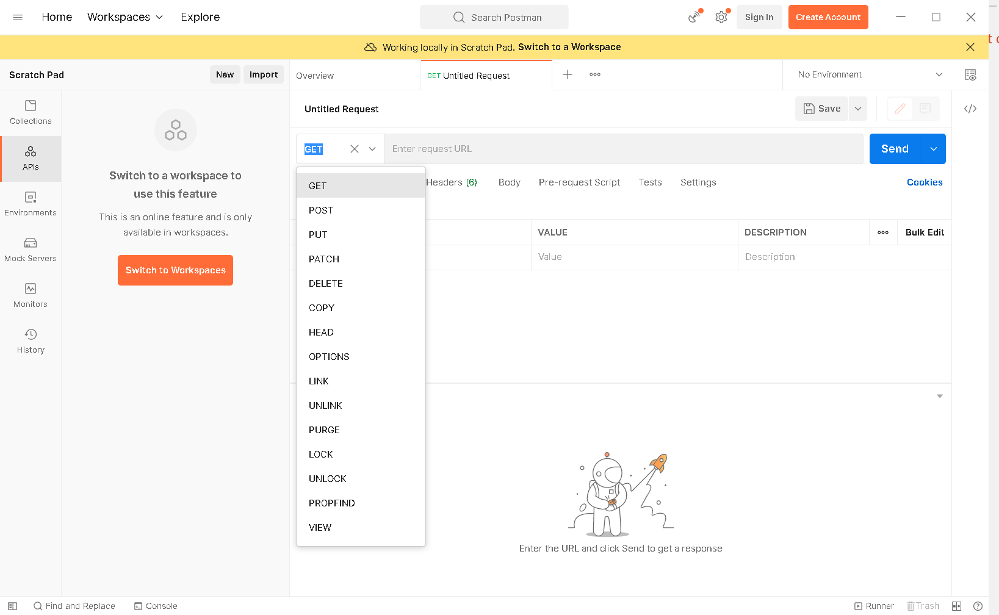 Home Workspaces Explore Search Postman Sign In Create Account
Working locally in Scratch Pad. Switch to a Workspace
Scratch Pad New Import Overview GET Untitled Request No Environment
Untitled Request Save
Collections
APIs
Environments
Mock Servers
Monitors
History
Switch to a workspace to
use this feature
This is an online feature and is only
available in workspaces.
Switch to Workspaces
GET Enter request URL Send
Headers (6) Body Pre-request Script Tests Settings Cookies
VALUE DESCRIPTION Bulk Edit
Value Description
GET
POST
PUT
PATCH
DELETE
COPY
HEAD
OPTIONS
LINK
UNLINK
PURGE
LOCK
UNLOCK
PROPFIND
VIEW
Enter the URL and click Send to get a response
Find and Replace Console Runner Trash